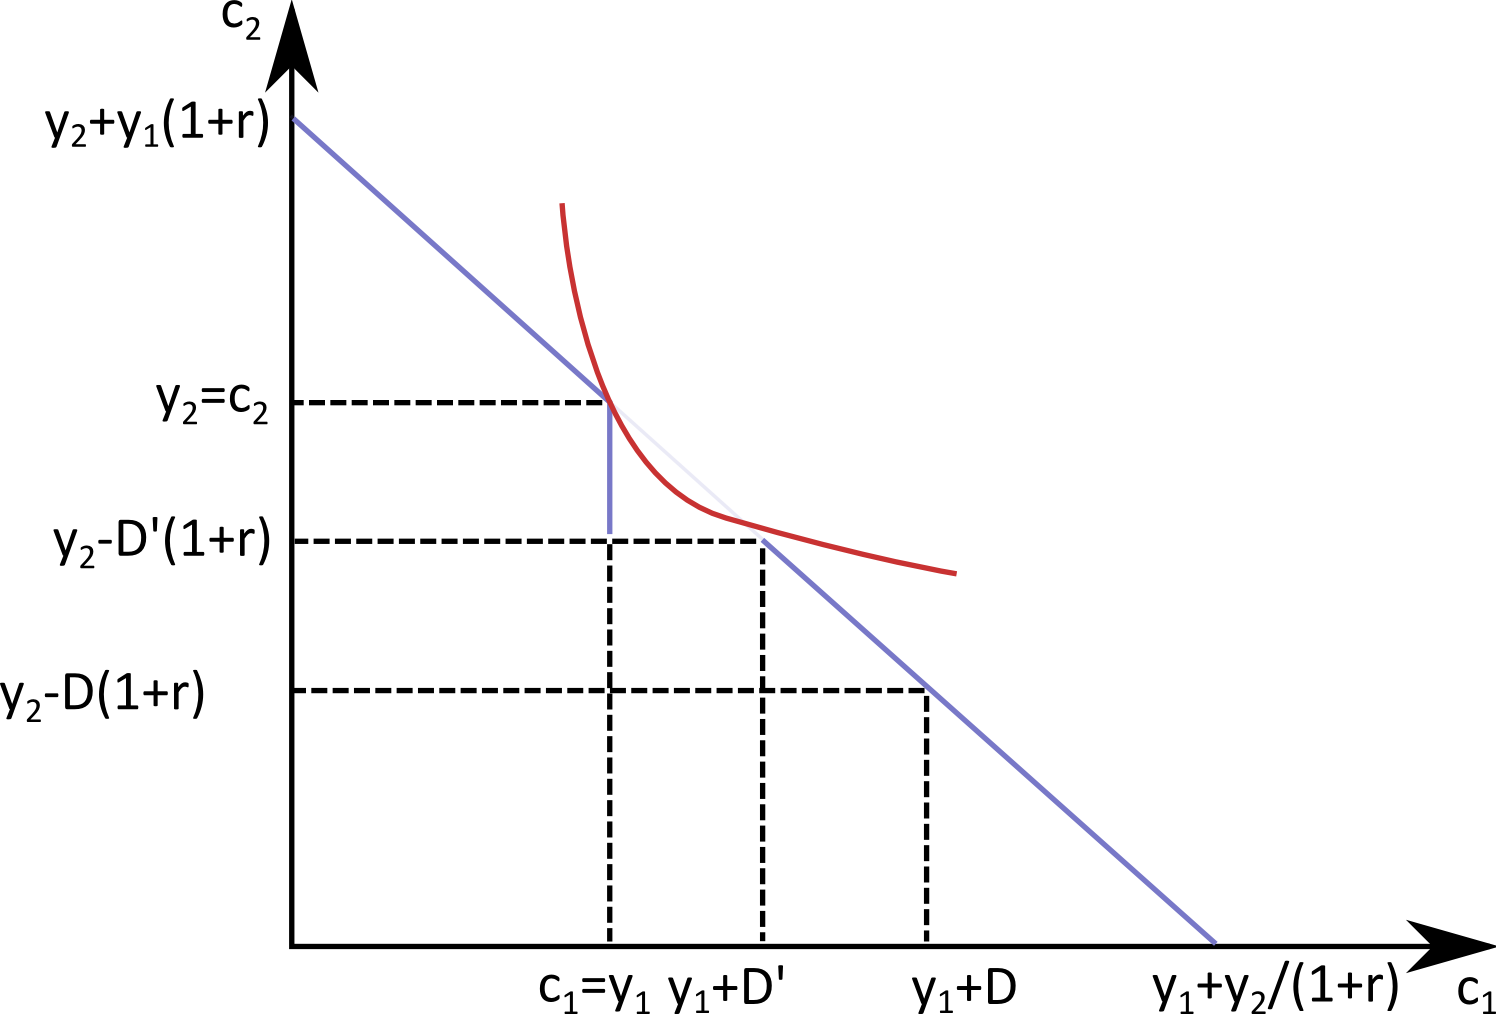 c₂
y₂+y₁(1+r)
y₂=c₂
y₂-D'(1+r)
y₂-D(1+r)
c₁=y₁ y₁+D' y₁+D y₁+y₂/(1+r) c₁